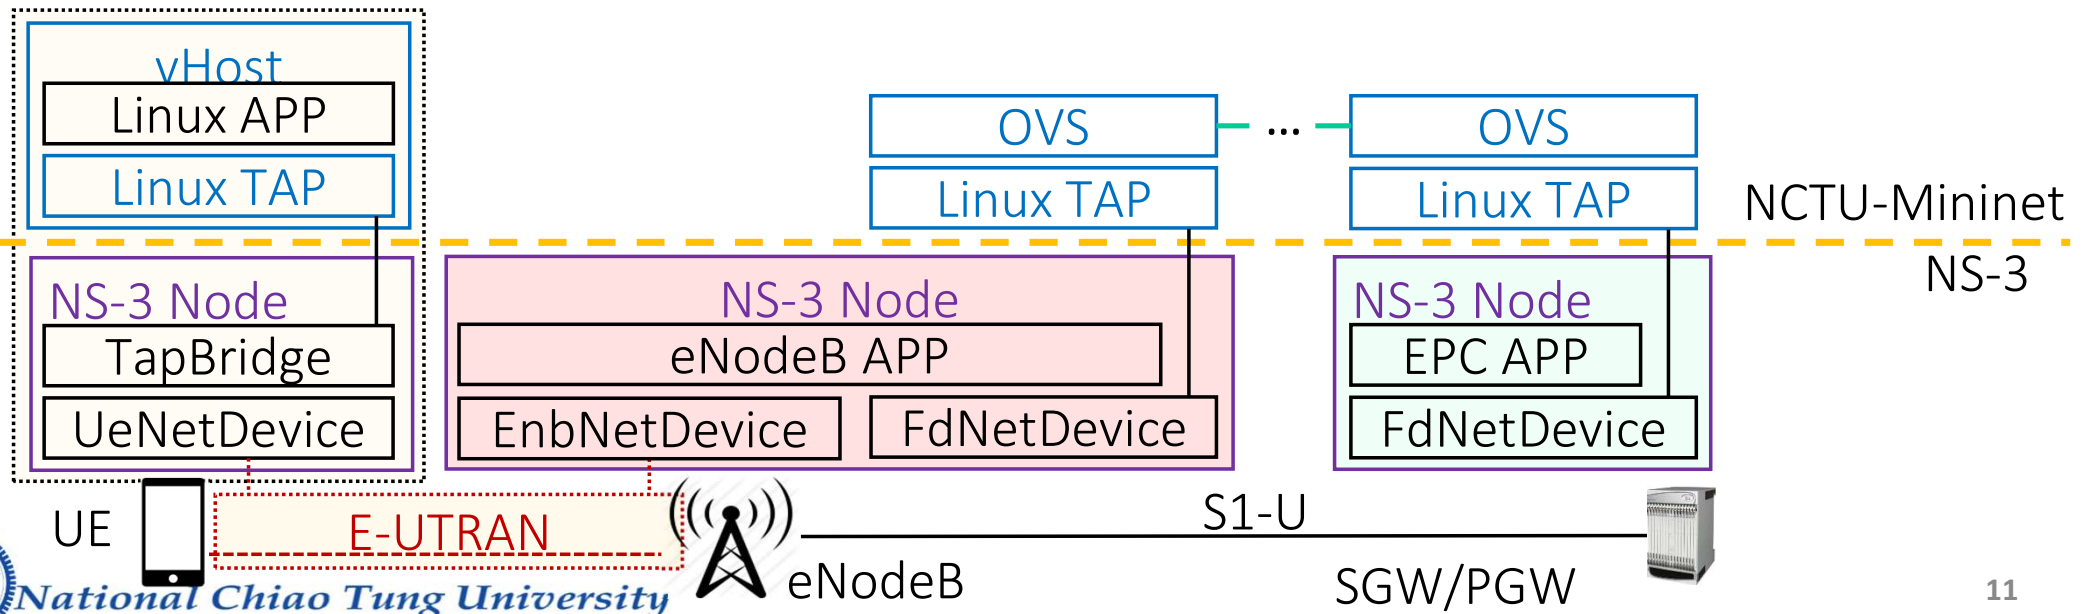 vHost
Linux APP
Linux TAP
OVS
...
OVS
Linux TAP
Linux TAP
NCTU-Mininet
NS-3
NS-3 Node
TapBridge
UeNetDevice
NS-3 Node
eNodeB APP
EnbNetDevice
FdNetDevice
NS-3 Node
EPC APP
FdNetDevice
UE
E-UTRAN
eNodeB
S1-U
SGW/PGW
National Chiao Tung University
11